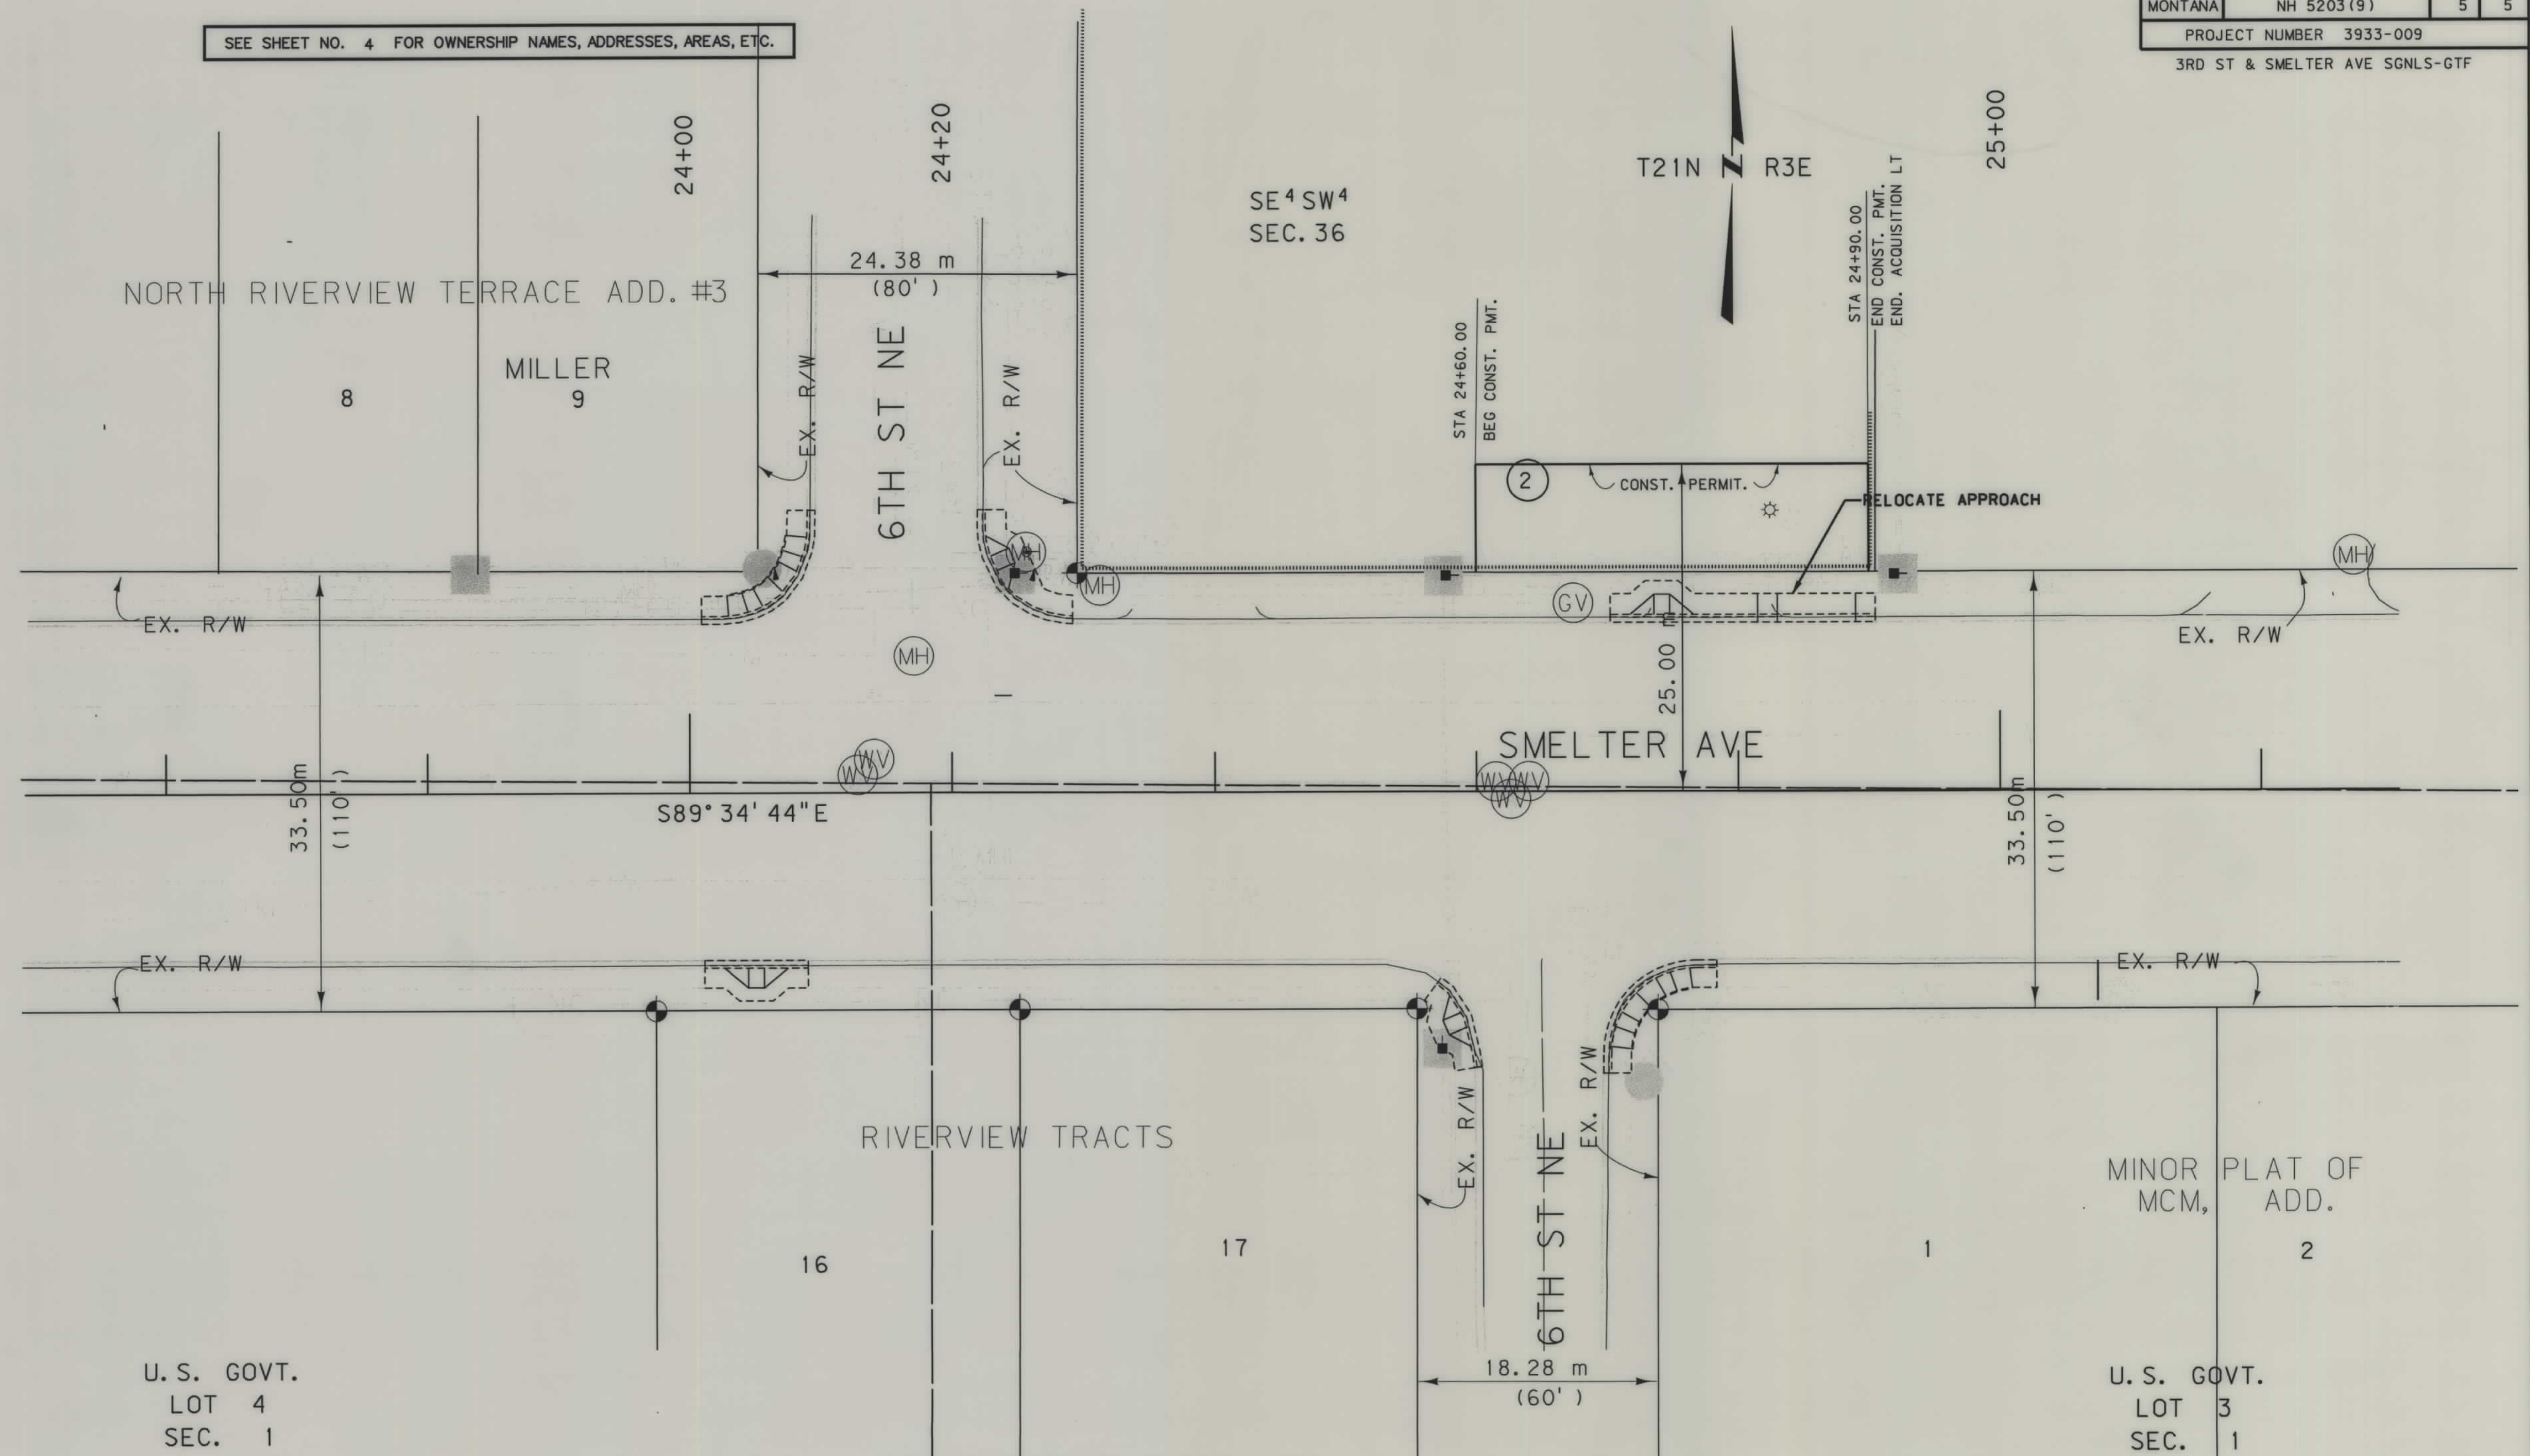 MONTANA NH 5203(9) 5 5
PROJECT NUMBER 3933-009
3RD ST & SMELTER AVE SGNLS-GTF
SEE SHEET NO. 4 FOR OWNERSHIP NAMES, ADDRESSES, AREAS, ETC.
24+00
24+20
25+00
T21N Z R3E
SE4 SW4
SEC. 36
STA 24+90.00
END CONST. PMT.
END. ACQUISITION LT
24.38 m
(80')
NORTH RIVERVIEW TERRACE ADD. #3
STA 24+60.00
BEG CONST. PMT.
MILLER
8
9
EX. R/W
6TH ST NE
EX. R/W
2
CONST. PERMIT.
RELOCATE APPROACH
MH
MH
MH
GV
EX. R/W
EX. R/W
MH
25.00 m
SMELTER AVE
WV
WV
WV
WV
WV
S89°34'44"E
33.50m
(110')
33.50m
(110')
EX. R/W
EX. R/W
EX. R/W
EX. R/W
RIVERVIEW TRACTS
6TH ST NE
MINOR PLAT OF
MCM, ADD.
16
17
1
2
18.28 m
(60')
U.S. GOVT.
LOT 4
SEC. 1
U.S. GOVT.
LOT 3
SEC. 1